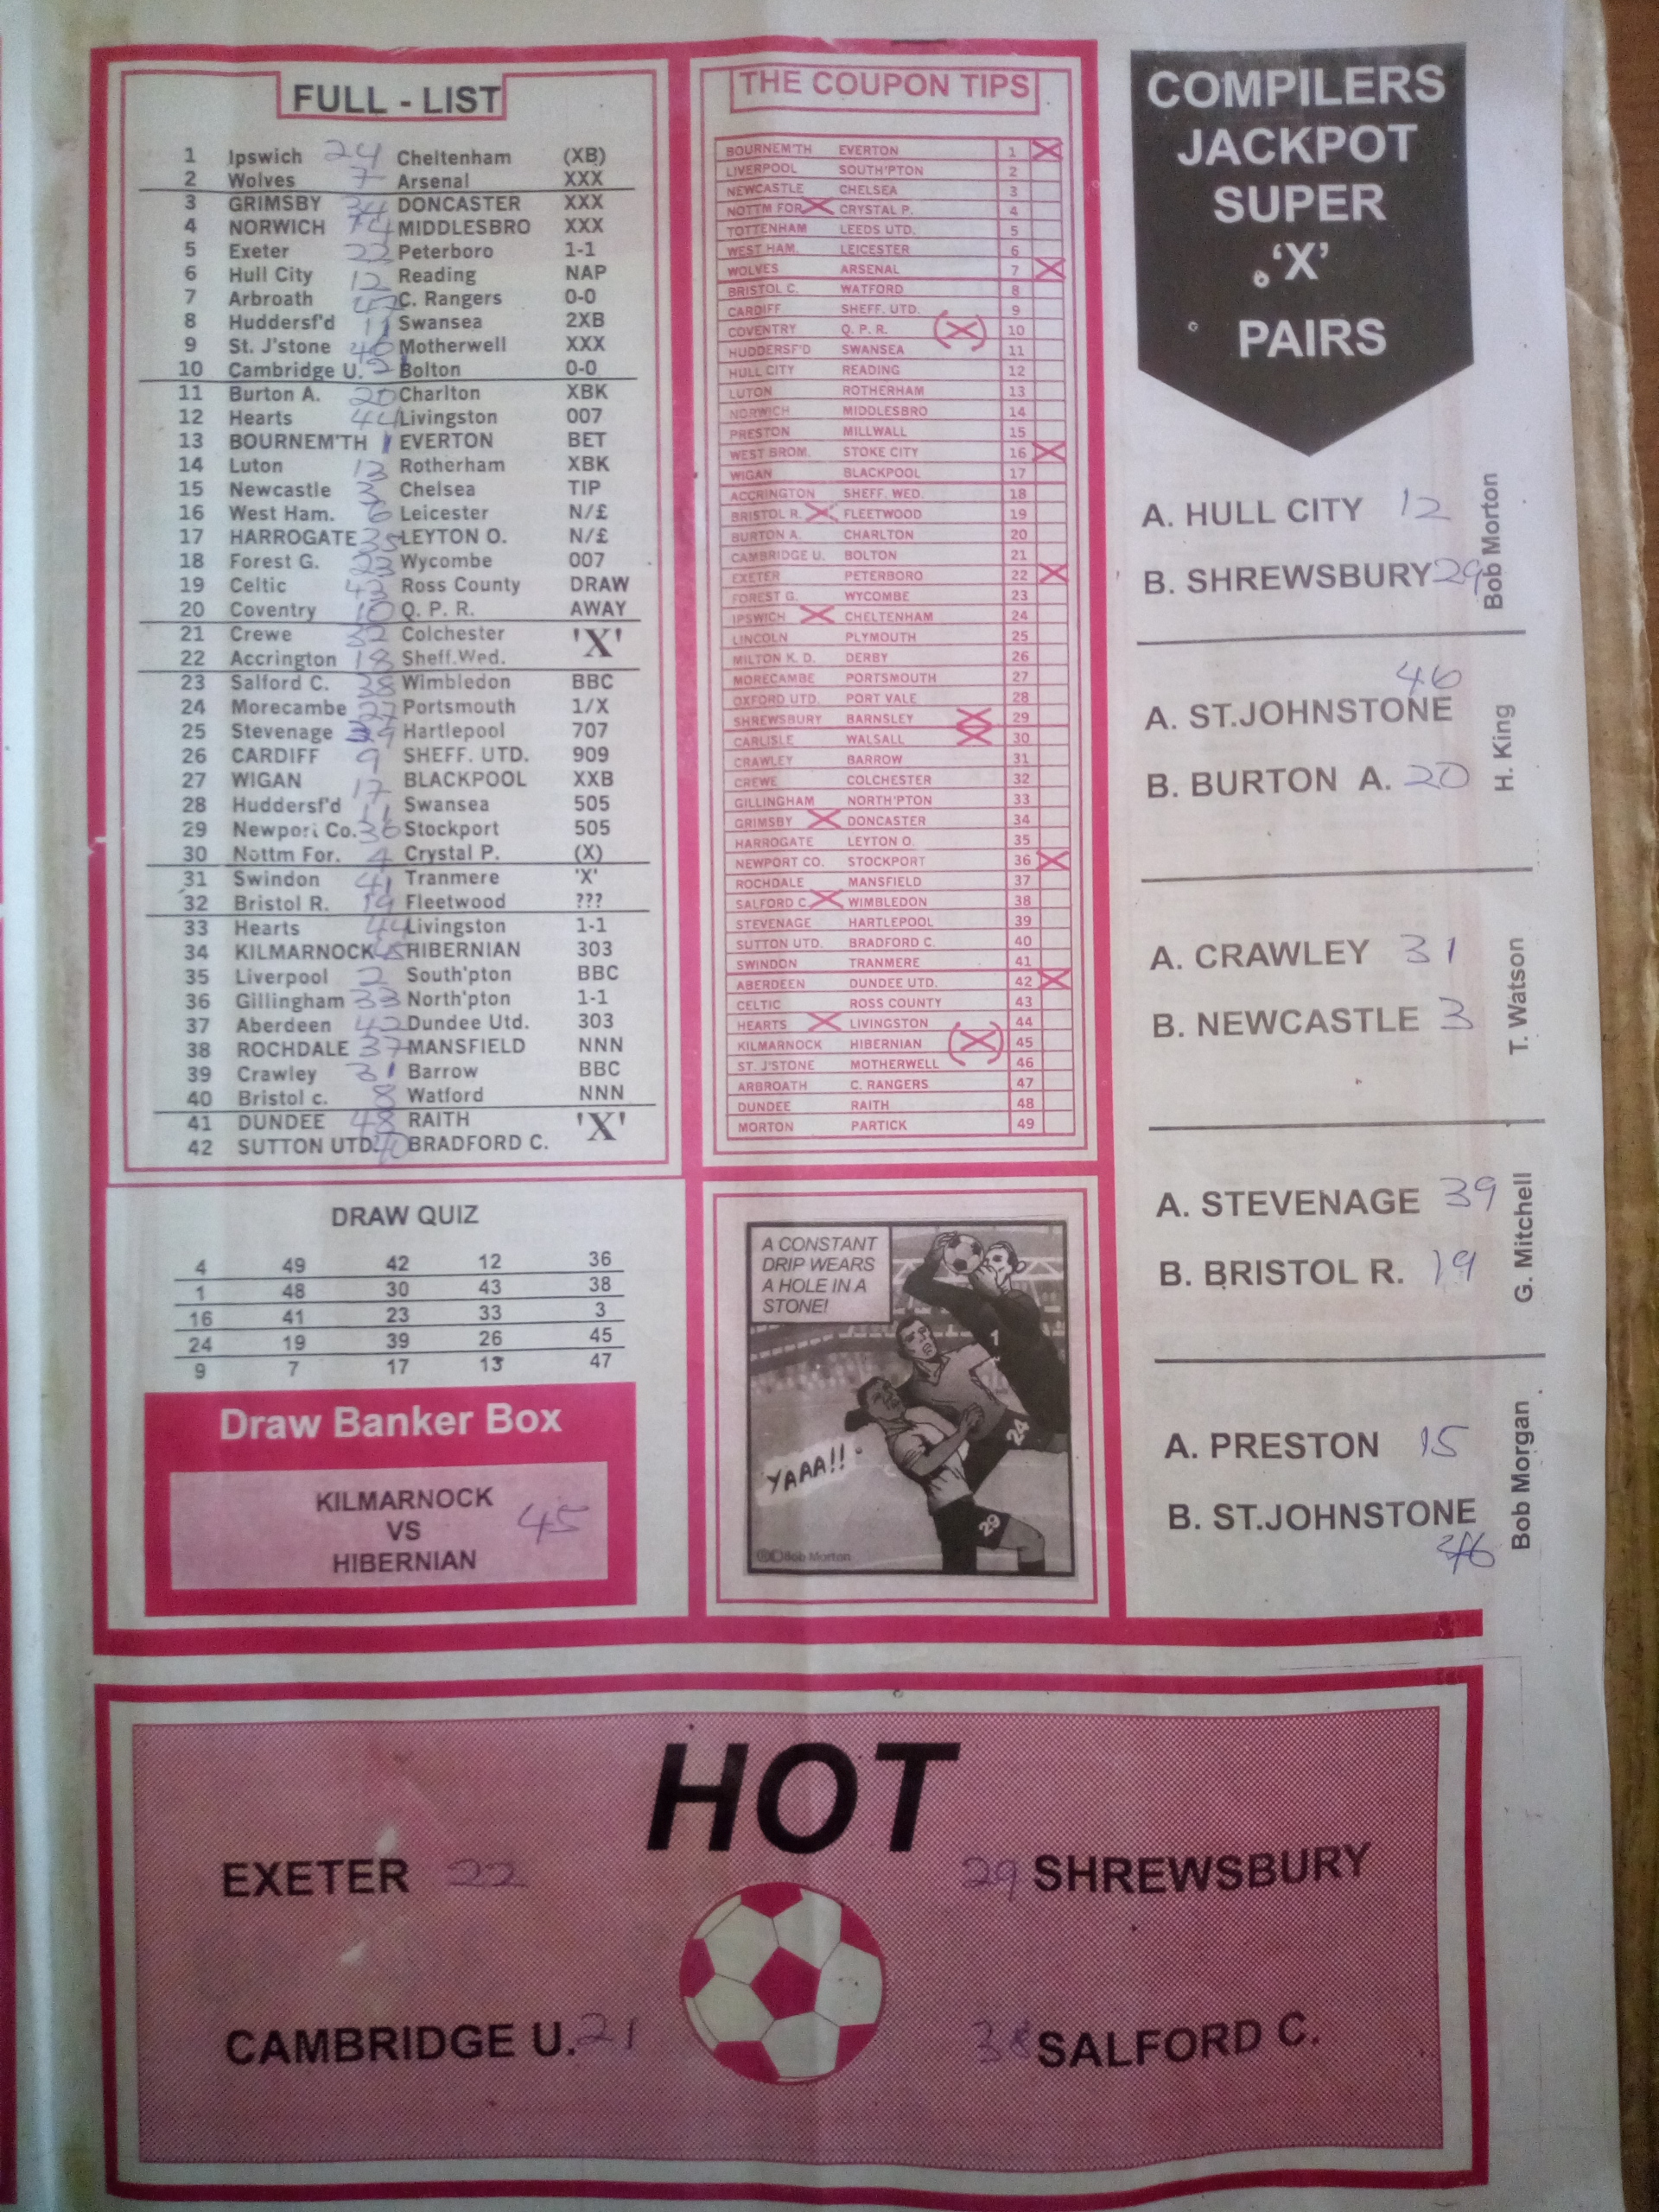 FULL - LIST
1 Ipswich 24 Cheltenham (XB)
2 Wolves 7 Arsenal XXX
3 GRIMSBY 34 DONCASTER XXX
4 NORWICH 14 MIDDLESBRO XXX
5 Exeter 22 Peterboro 1-1
6 Hull City 12 Reading NAP
7 Arbroath 47 C. Rangers 0-0
8 Huddersf'd 11 Swansea 2XB
9 St. J'stone 46 Motherwell XXX
10 Cambridge U. 21 Bolton 0-0
11 Burton A. 20 Charlton XBK
12 Hearts 44 Livingston 007
13 BOURNEM'TH 1 EVERTON BET
14 Luton 13 Rotherham XBK
15 Newcastle 3 Chelsea TIP
16 West Ham. 6 Leicester N/£
17 HARROGATE 35 LEYTON O. N/£
18 Forest G. 23 Wycombe 007
19 Celtic 43 Ross County DRAW
20 Coventry 10 Q. P. R. AWAY
21 Crewe 32 Colchester 'X'
22 Accrington 18 Sheff.Wed.
23 Salford C. 38 Wimbledon BBC
24 Morecambe 27 Portsmouth 1/X
25 Stevenage 39 Hartlepool 707
26 CARDIFF 9 SHEFF. UTD. 909
27 WIGAN 17 BLACKPOOL XXB
28 Huddersf'd 11 Swansea 505
29 Newport Co. 36 Stockport 505
30 Nottm For. 4 Crystal P. (X)
31 Swindon 41 Tranmere 'X'
32 Bristol R. 19 Fleetwood ???
33 Hearts 44 Livingston 1-1
34 KILMARNOCK 45 HIBERNIAN 303
35 Liverpool 2 South'pton BBC
36 Gillingham 33 North'pton 1-1
37 Aberdeen 42 Dundee Utd. 303
38 ROCHDALE 37 MANSFIELD NNN
39 Crawley 31 Barrow BBC
40 Bristol c. 8 Watford NNN
41 DUNDEE 48 RAITH 'X'
42 SUTTON UTD. 40 BRADFORD C.
THE COUPON TIPS
BOURNEM'TH EVERTON 1 X
LIVERPOOL SOUTH'PTON 2
NEWCASTLE CHELSEA 3
NOTTM FOR X CRYSTAL P. 4
TOTTENHAM LEEDS UTD. 5
WEST HAM. LEICESTER 6
WOLVES ARSENAL 7 X
BRISTOL C. WATFORD 8
CARDIFF SHEFF. UTD. 9
COVENTRY Q. P. R. (X) 10
HUDDERSF'D SWANSEA 11
HULL CITY READING 12
LUTON ROTHERHAM 13
NORWICH MIDDLESBRO 14
PRESTON MILLWALL 15
WEST BROM. STOKE CITY 16 X
WIGAN BLACKPOOL 17
ACCRINGTON SHEFF. WED. 18
BRISTOL R. X FLEETWOOD 19
BURTON A. CHARLTON 20
CAMBRIDGE U. BOLTON 21
EXETER PETERBORO 22 X
FOREST G. WYCOMBE 23
IPSWICH X CHELTENHAM 24
LINCOLN PLYMOUTH 25
MILTON K. D. DERBY 26
MORECAMBE PORTSMOUTH 27
OXFORD UTD. PORT VALE 28
SHREWSBURY BARNSLEY X 29
CARLISLE WALSALL X 30
CRAWLEY BARROW 31
CREWE COLCHESTER 32
GILLINGHAM NORTH'PTON 33
GRIMSBY X DONCASTER 34
HARROGATE LEYTON O. 35
NEWPORT CO. STOCKPORT 36 X
ROCHDALE MANSFIELD 37
SALFORD C. X WIMBLEDON 38
STEVENAGE HARTLEPOOL 39
SUTTON UTD. BRADFORD C. 40
SWINDON TRANMERE 41
ABERDEEN DUNDEE UTD. 42 X
CELTIC ROSS COUNTY 43
HEARTS X LIVINGSTON 44
KILMARNOCK HIBERNIAN (X) 45
ST. J'STONE MOTHERWELL 46
ARBROATH C. RANGERS 47
DUNDEE RAITH 48
MORTON PARTICK 49
COMPILERS
JACKPOT
SUPER
'X'
PAIRS
A. HULL CITY 12
B. SHREWSBURY 29
Bob Morton
46
A. ST.JOHNSTONE
B. BURTON A. 20
H. King
A. CRAWLEY 31
B. NEWCASTLE 3
T. Watson
A. STEVENAGE 39
B. BRISTOL R. 19
G. Mitchell
A. PRESTON 15
B. ST.JOHNSTONE
46
Bob Morgan
DRAW QUIZ
4 49 42 12 36
1 48 30 43 38
16 41 23 33 3
24 19 39 26 45
9 7 17 13 47
Draw Banker Box
KILMARNOCK
VS 45
HIBERNIAN
A CONSTANT
DRIP WEARS
A HOLE IN A
STONE!
1
24
YAAA!!
29
Bob Morton
HOT
EXETER 22 29 SHREWSBURY
CAMBRIDGE U. 21 38 SALFORD C.